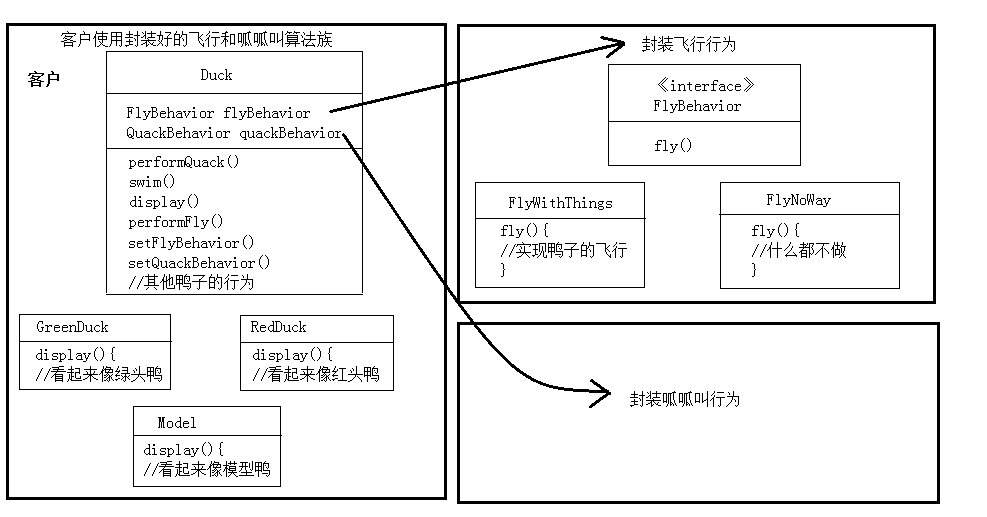 客户使用封装好的飞行和呱呱叫算法族
客户
Duck
FlyBehavior flyBehavior
QuackBehavior quackBehavior
performQuack()
swim()
display()
performFly()
setFlyBehavior()
setQuackBehavior()
//其他鸭子的行为
GreenDuck
display(){
//看起来像绿头鸭
RedDuck
display(){
//看起来像红头鸭
Model
display(){
//看起来像模型鸭
封装飞行行为
《interface》
FlyBehavior
fly()
FlyWithThings
fly(){
//实现鸭子的飞行
}
FlyNoWay
fly(){
//什么都不做
}
封装呱呱叫行为